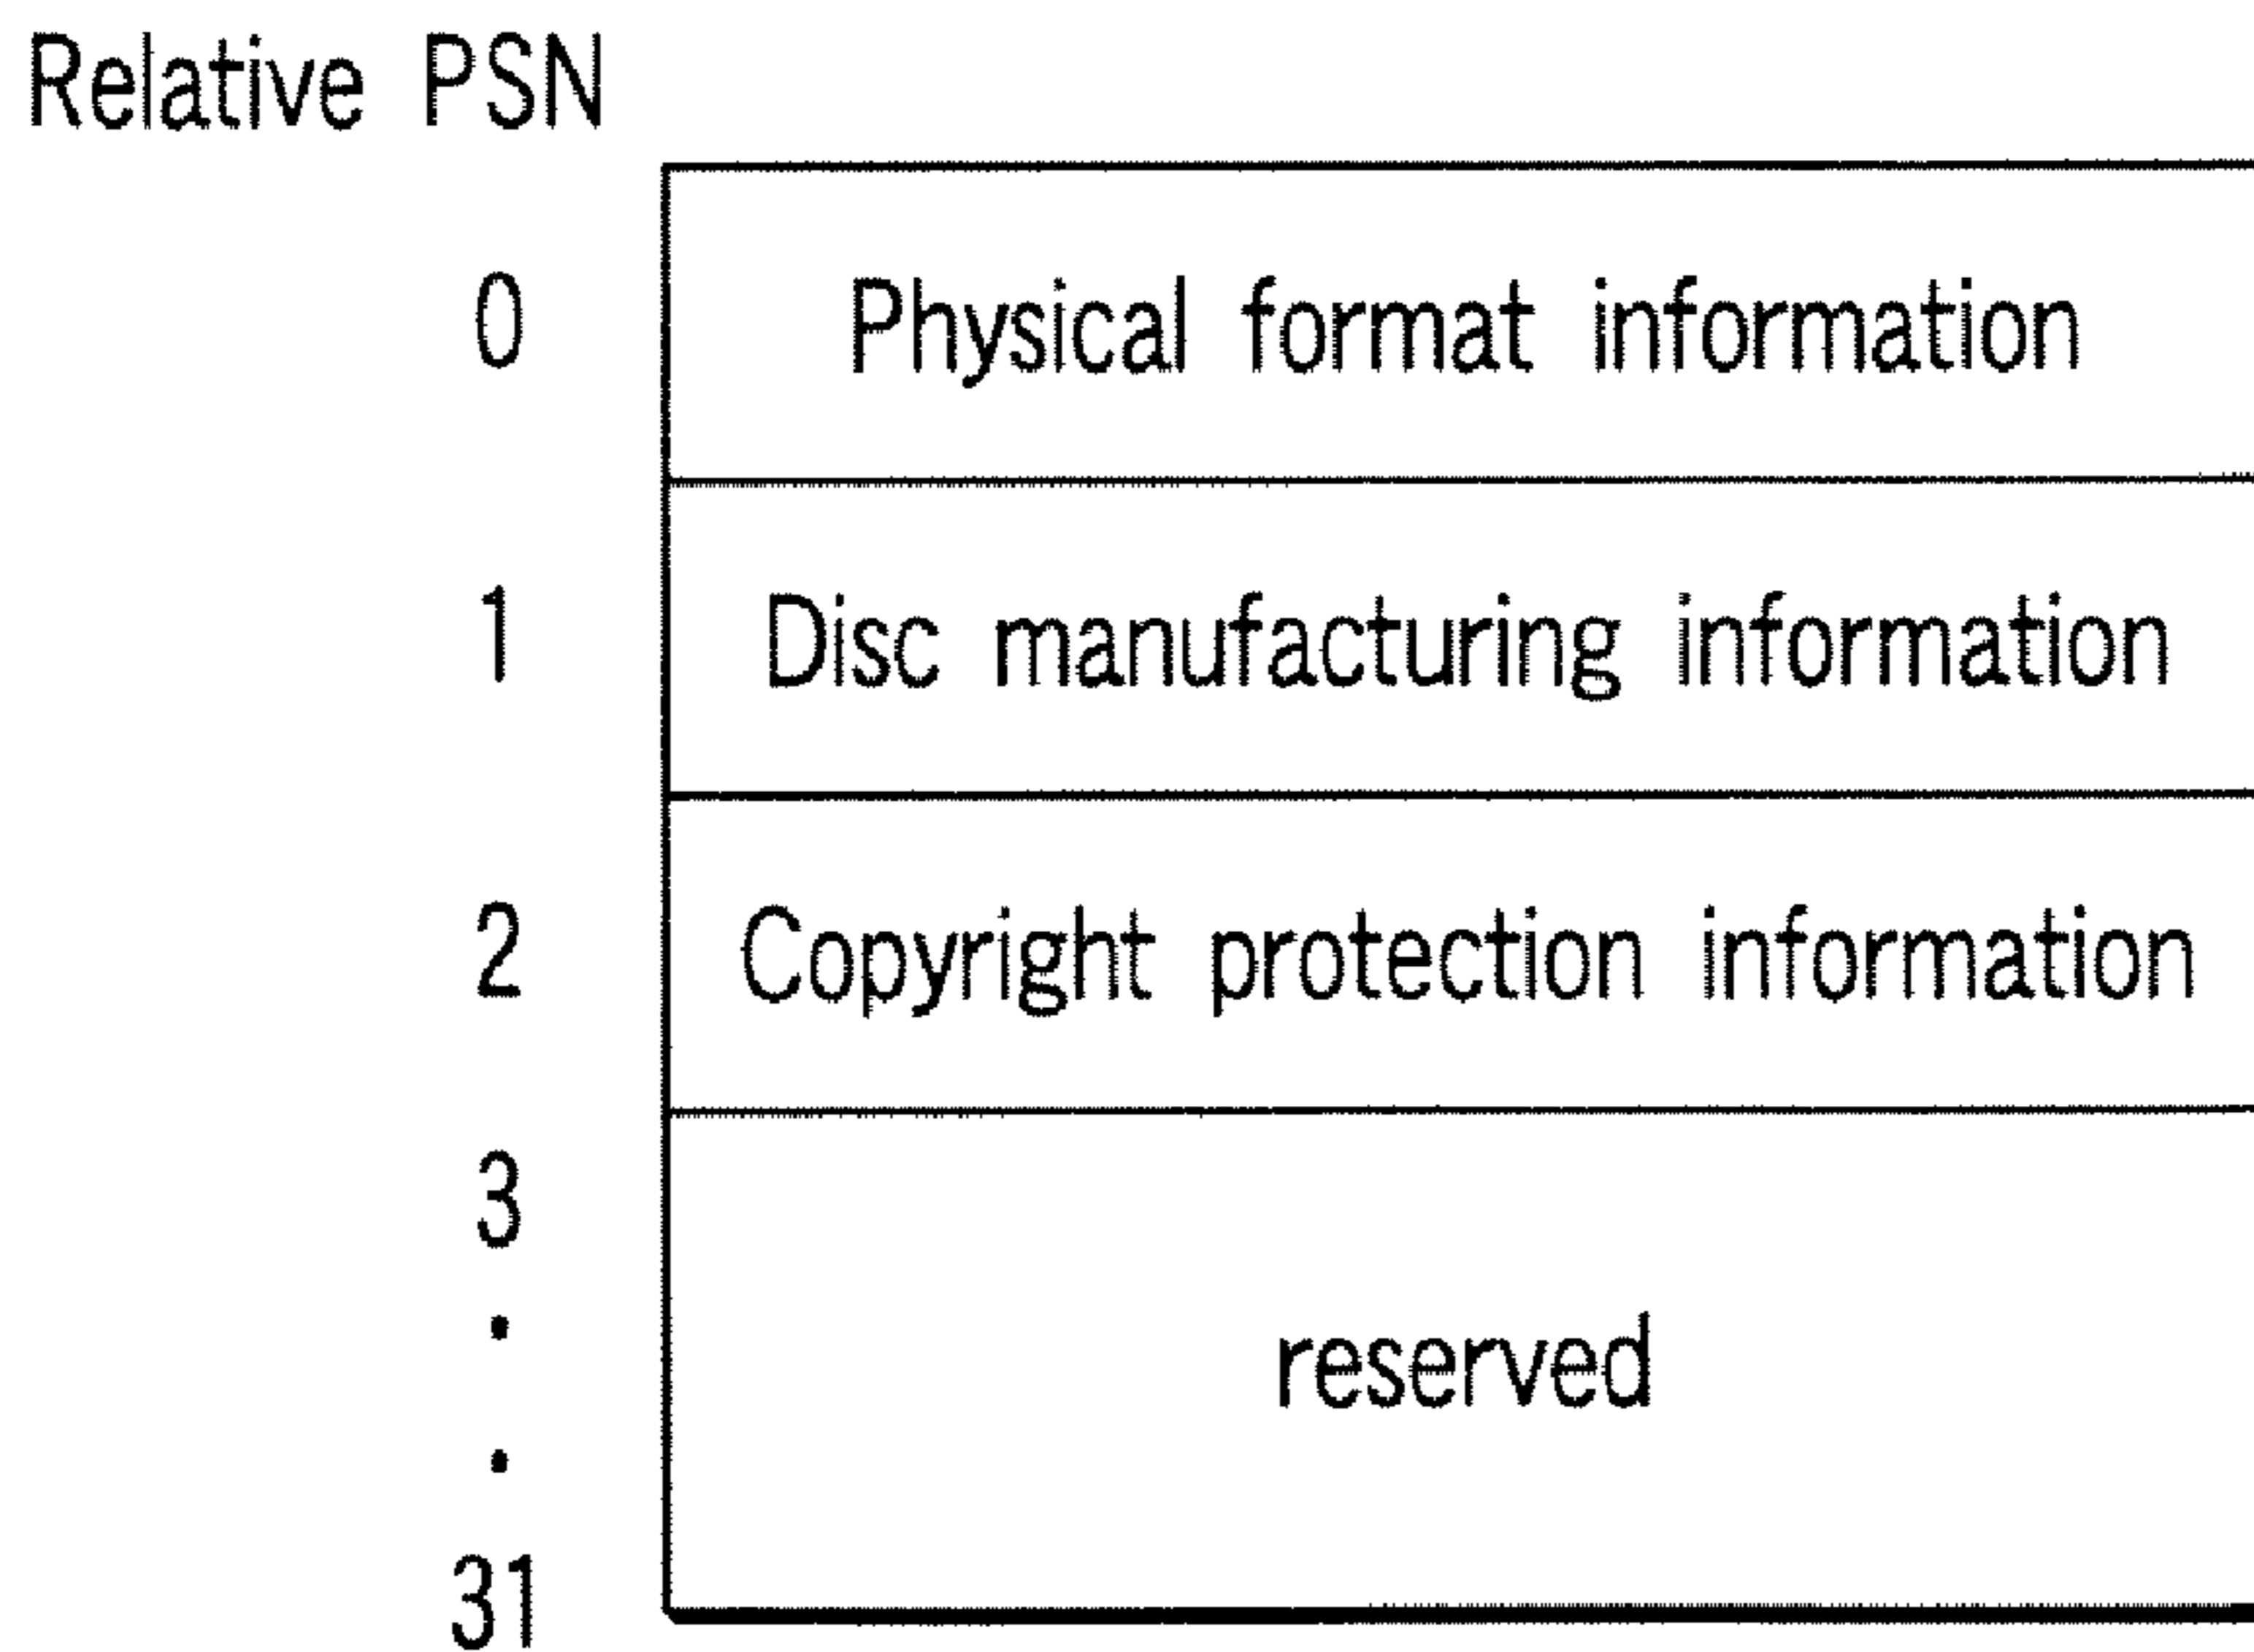 Relative PSN
0 Physical format information
1 Disc manufacturing information
2 Copyright protection information
3
.
reserved
.
31